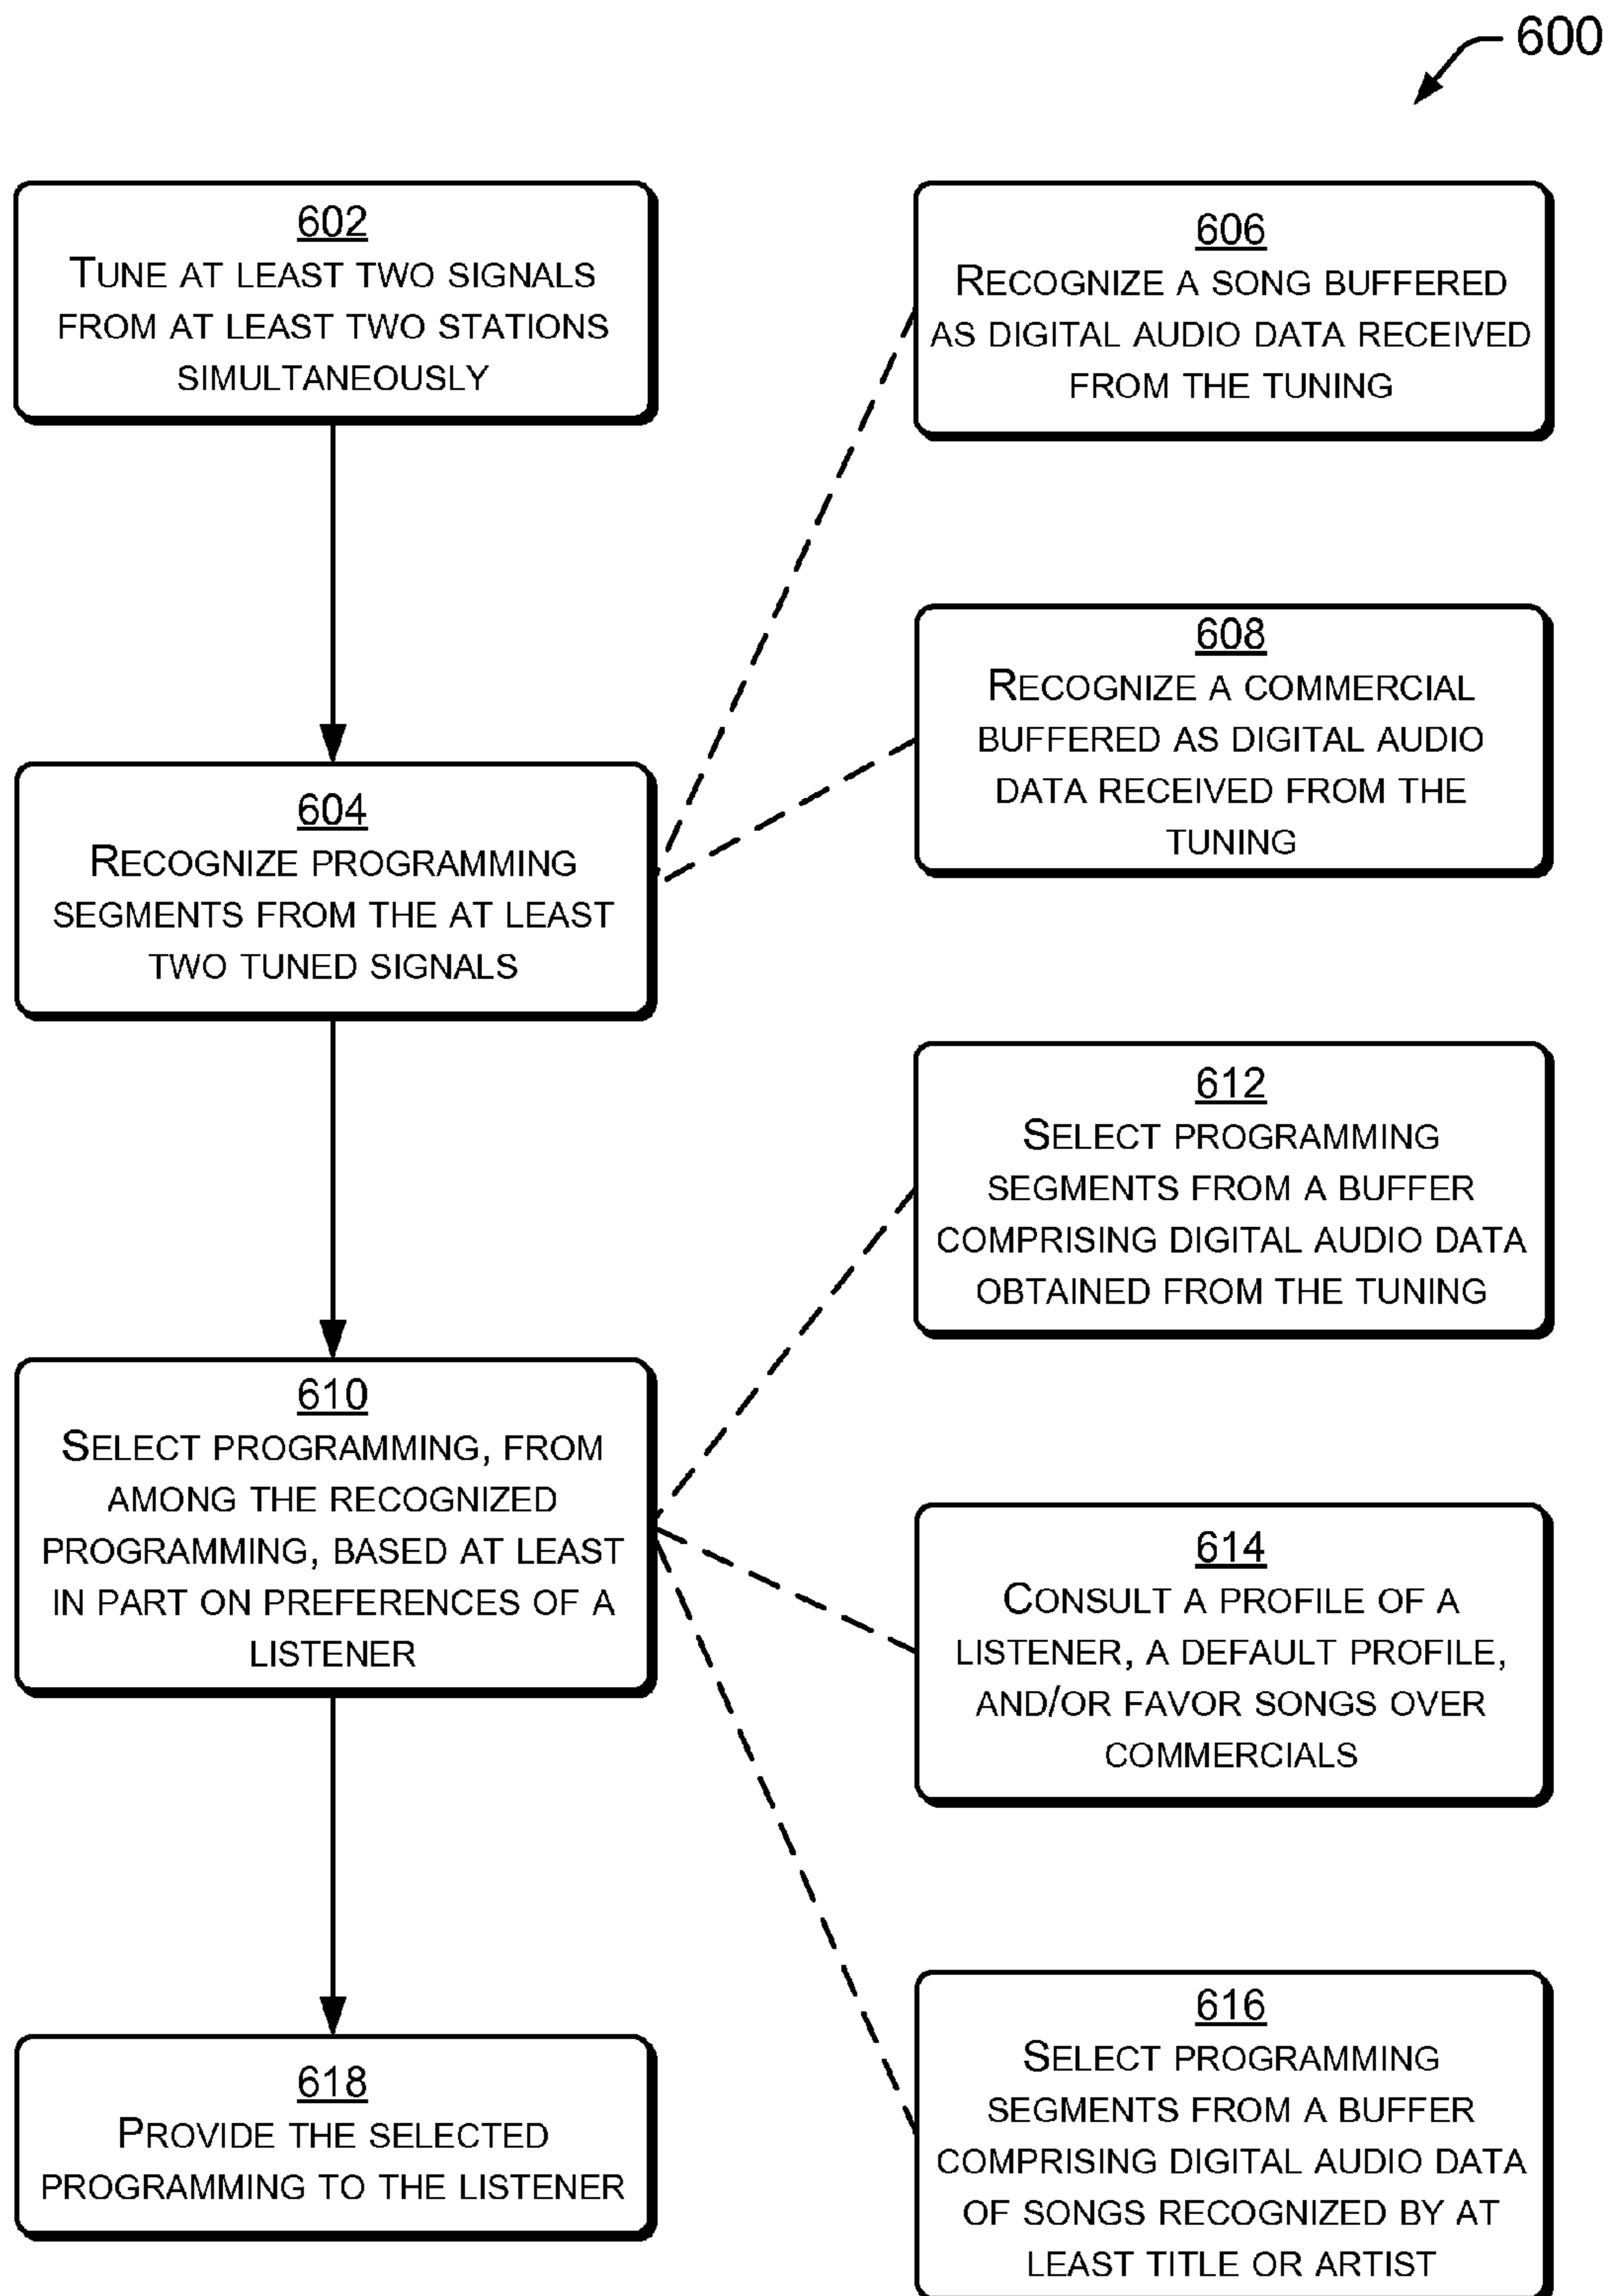 600
602
TUNE AT LEAST TWO SIGNALS
FROM AT LEAST TWO STATIONS
SIMULTANEOUSLY
604
RECOGNIZE PROGRAMMING
SEGMENTS FROM THE AT LEAST
TWO TUNED SIGNALS
606
RECOGNIZE A SONG BUFFERED
AS DIGITAL AUDIO DATA RECEIVED
FROM THE TUNING
608
RECOGNIZE A COMMERCIAL
BUFFERED AS DIGITAL AUDIO
DATA RECEIVED FROM THE
TUNING
610
SELECT PROGRAMMING, FROM
AMONG THE RECOGNIZED
PROGRAMMING, BASED AT LEAST
IN PART ON PREFERENCES OF A
LISTENER
612
SELECT PROGRAMMING
SEGMENTS FROM A BUFFER
COMPRISING DIGITAL AUDIO DATA
OBTAINED FROM THE TUNING
614
CONSULT A PROFILE OF A
LISTENER, A DEFAULT PROFILE,
AND/OR FAVOR SONGS OVER
COMMERCIALS
616
SELECT PROGRAMMING
SEGMENTS FROM A BUFFER
COMPRISING DIGITAL AUDIO DATA
OF SONGS RECOGNIZED BY AT
LEAST TITLE OR ARTIST
618
PROVIDE THE SELECTED
PROGRAMMING TO THE LISTENER